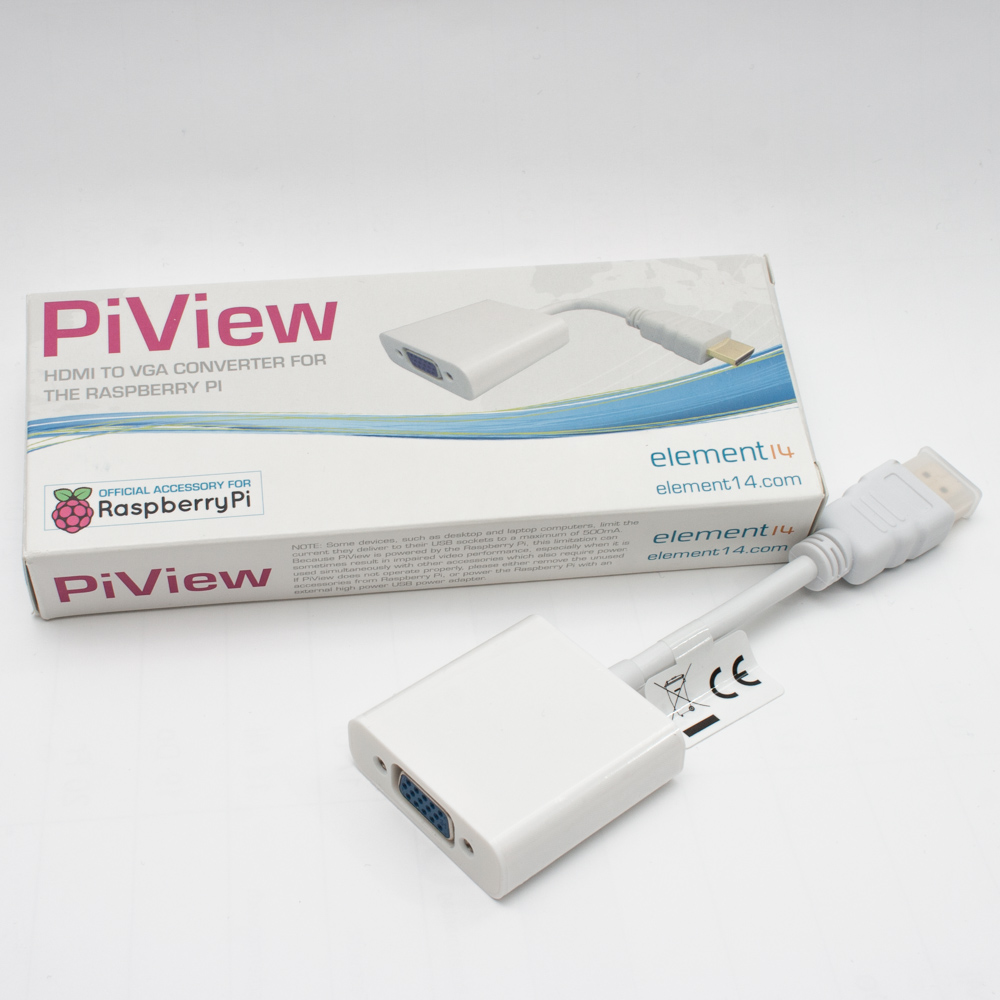 PiView
HDMI TO VGA CONVERTER FOR
THE RASPBERRY PI
element14
element14.com
OFFICIAL ACCESSORY FOR
RaspberryPi
PiView
NOTE: Some devices, such as desktop and laptop computers, limit the
current they deliver to their USB sockets to a maximum of 500mA.
Because PiView is powered by the Raspberry Pi, this limitation can
sometimes result in impaired video performance, especially when it is
used simultaneously with other accessories which also require power.
If PiView does not operate properly, please either remove the unused
accessories from Raspberry Pi, or power the Raspberry Pi with an
external high power USB power adapter.
element14
element14.com
CE